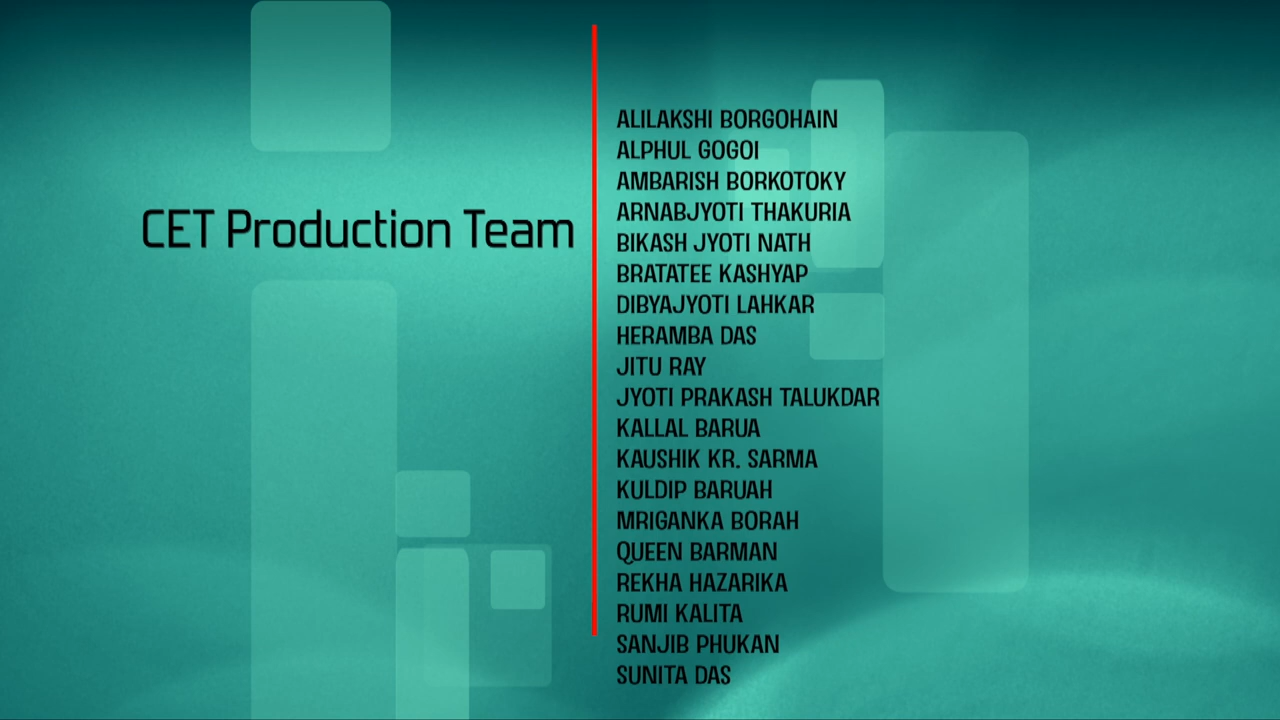 CET Production Team
ALILAKSHI BORGOHAIN
ALPHUL GOGOI
AMBARISH BORKOTOKY
ARNABJYOTI THAKURIA
BIKASH JYOTI NATH
BRATATEE KASHYAP
DIBYAJYOTI LAHKAR
HERAMBA DAS
JITU RAY
JYOTI PRAKASH TALUKDAR
KALLAL BARUA
KAUSHIK KR. SARMA
KULDIP BARUAH
MRIGANKA BORAH
QUEEN BARMAN
REKHA HAZARIKA
RUMI KALITA
SANJIB PHUKAN
SUNITA DAS